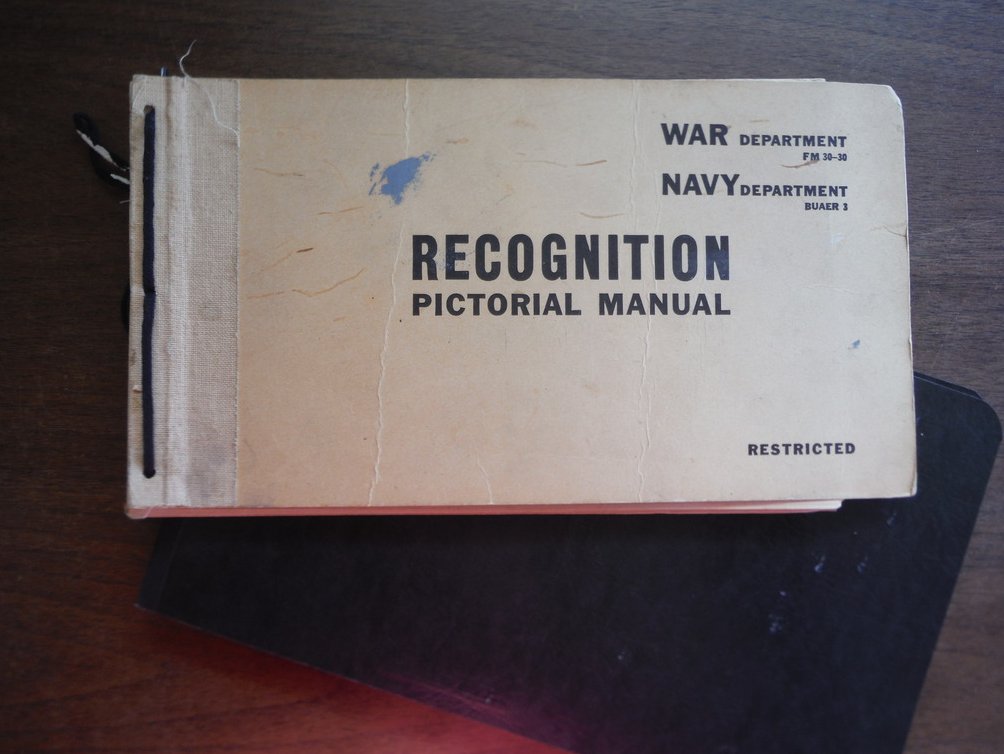 WAR DEPARTMENT
FM 30-30
NAVY DEPARTMENT
BUAER 3
RECOGNITION
PICTORIAL MANUAL
RESTRICTED